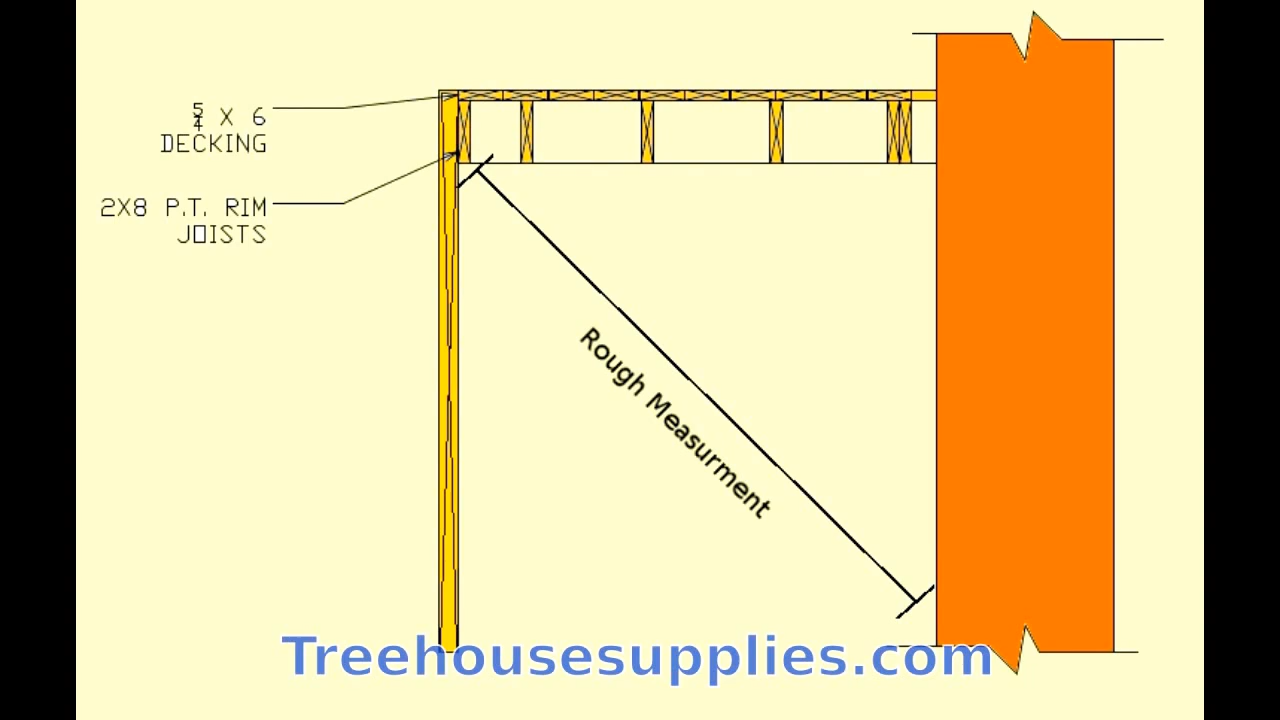 5/4 X 6
DECKING
2X8 P.T. RIM
JOISTS
Rough Measurment
Treehousesupplies.com